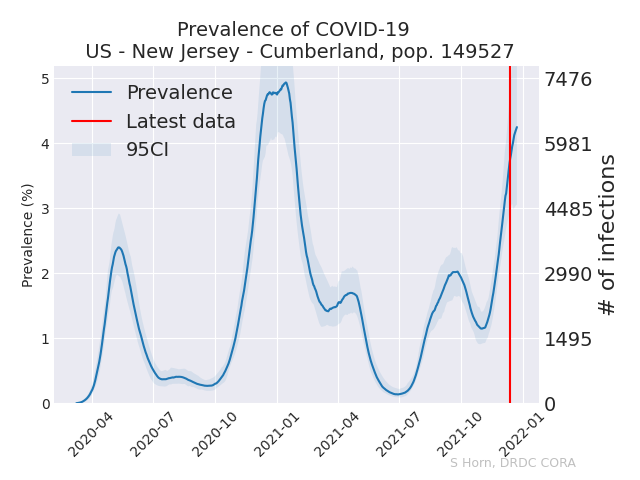 Prevalence of COVID-19
US - New Jersey - Cumberland, pop. 149527
Prevalence
Latest data
95CI
Prevalence (%)
5
4
3
2
1
0
7476
5981
4485
2990
1495
0
# of infections
2020-04
2020-07
2020-10
2021-01
2021-04
2021-07
2021-10
2022-01
S Horn, DRDC CORA